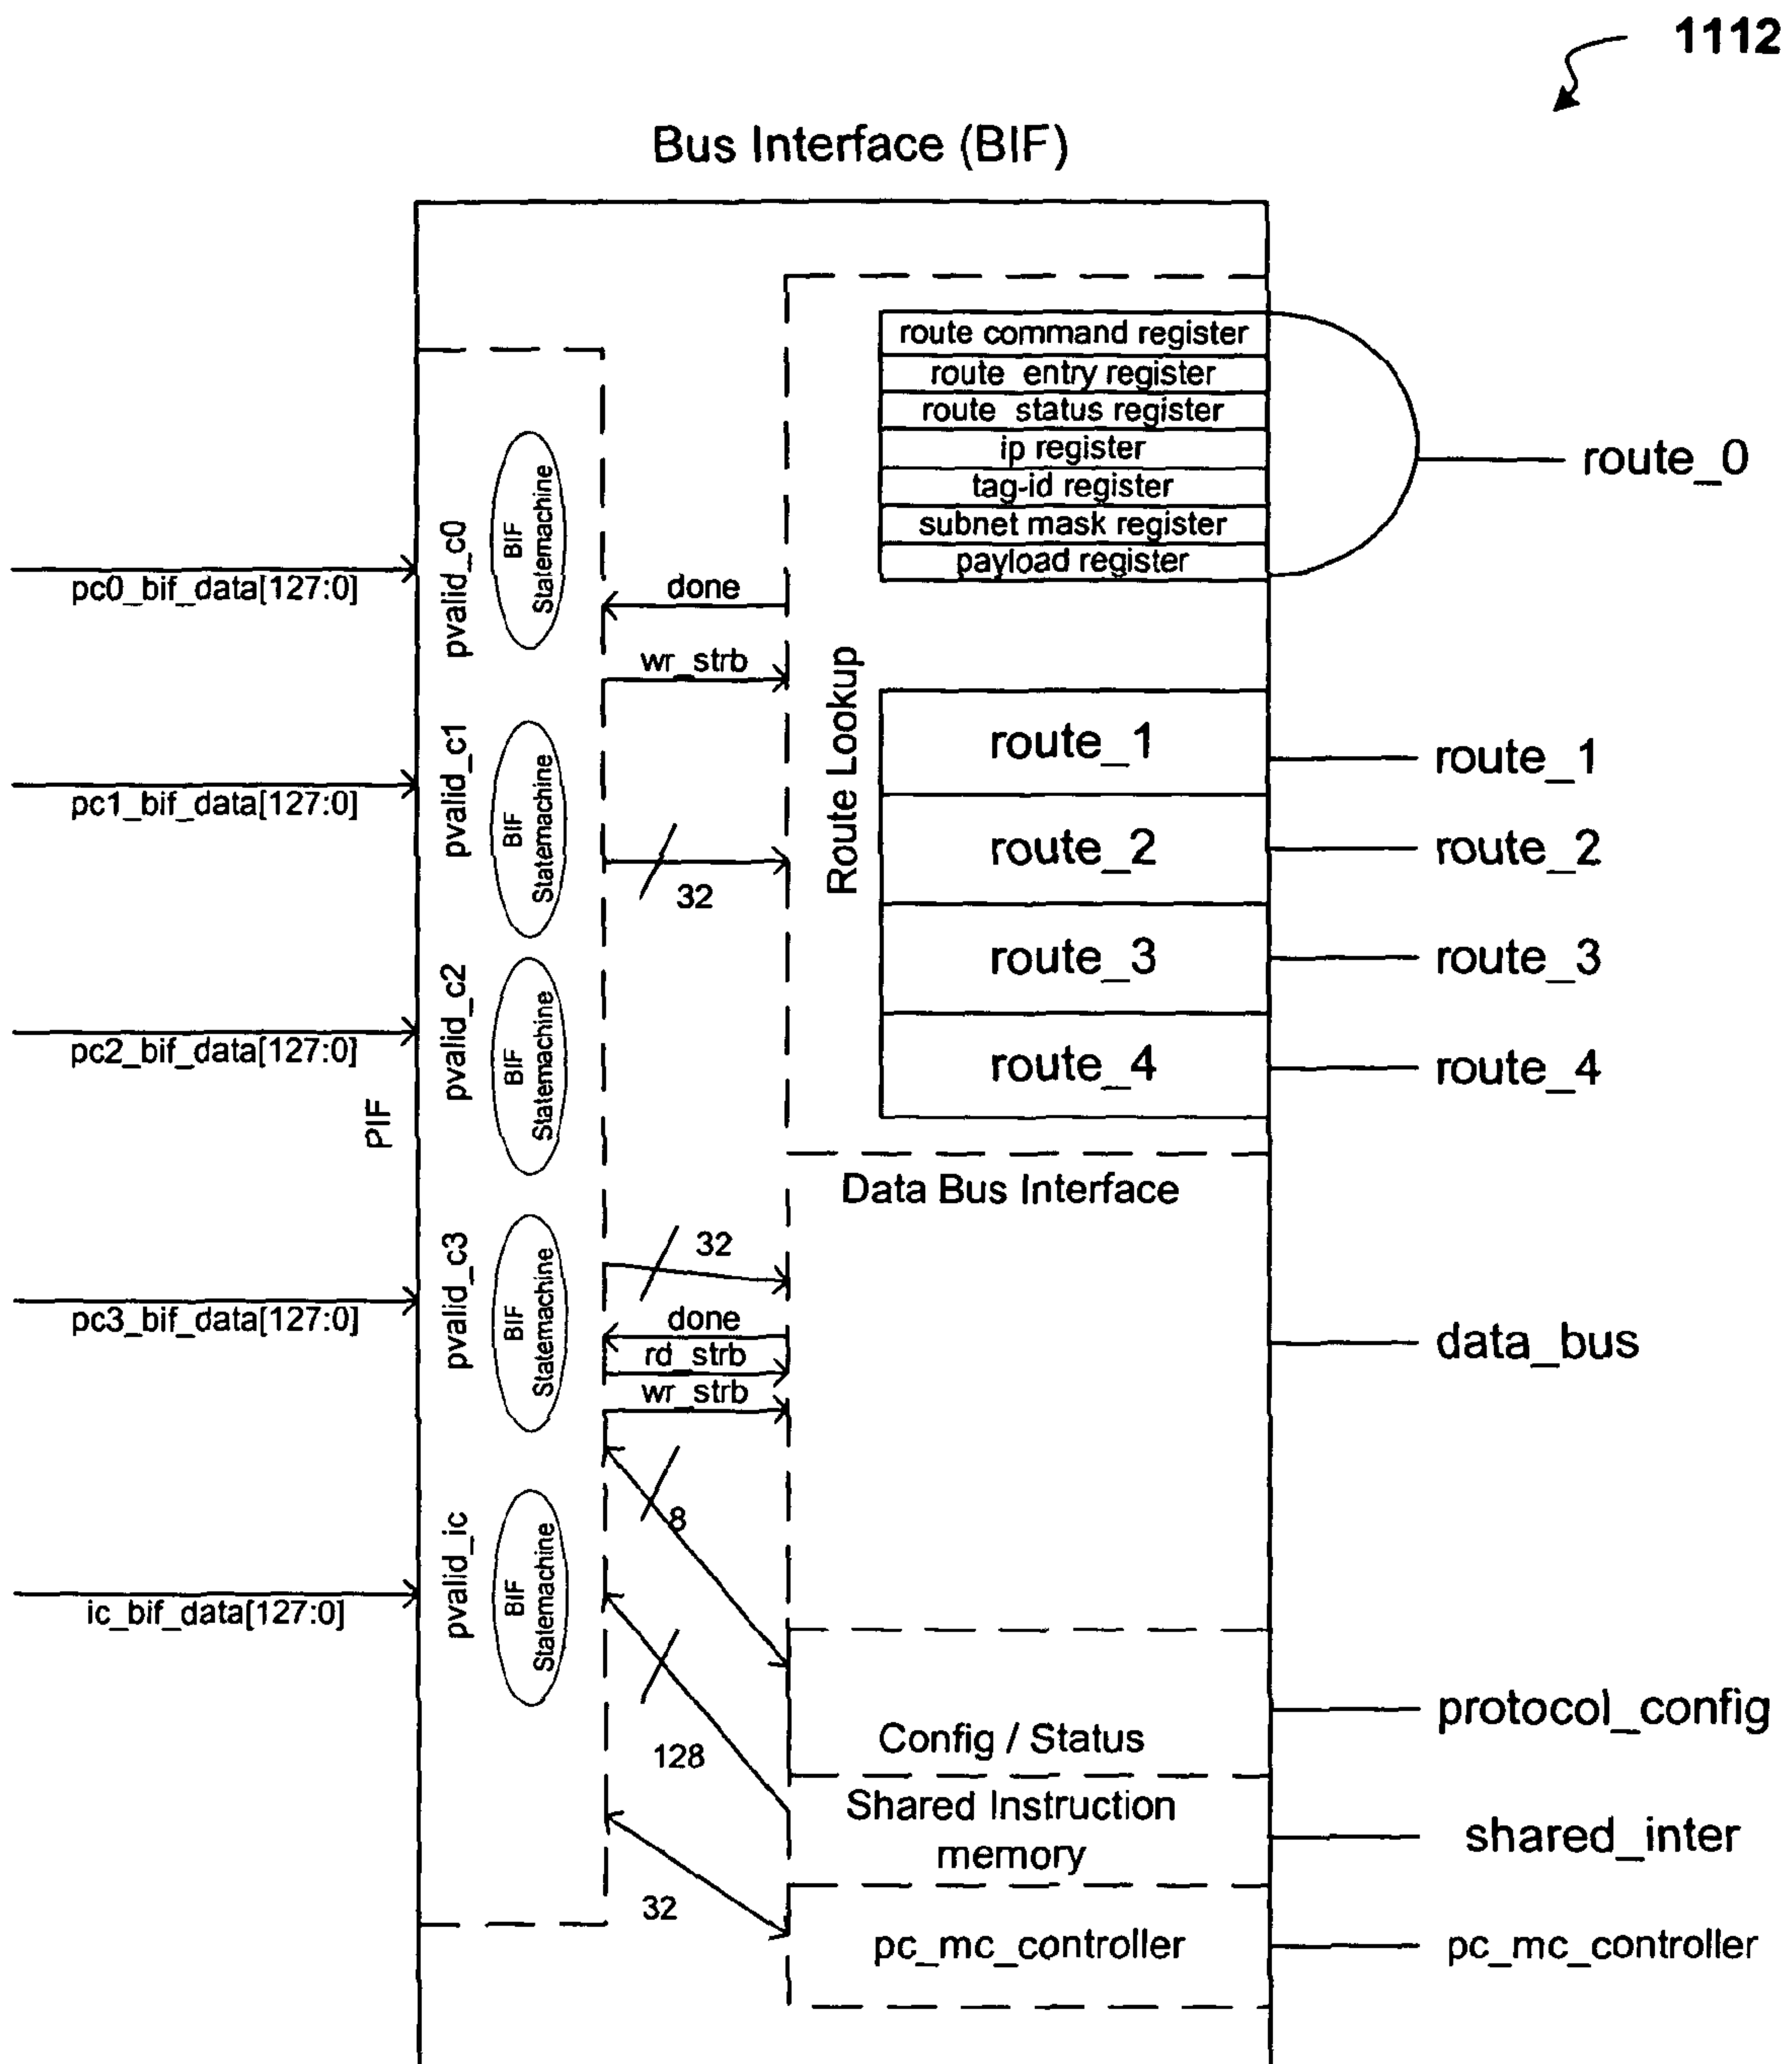 1112
Bus Interface (BIF)
route command register
route entry register
route status register
ip register
tag-id register
subnet mask register
payload register
route_0
pc0_bif_data[127:0]
pvalid_c0
BIF
Statemachine
done
wr_strb
Route Lookup
route_1
route_1
pc1_bif_data[127:0]
pvalid_c1
BIF
Statemachine
32
route_2
route_2
route_3
route_3
pc2_bif_data[127:0]
pvalid_c2
BIF
Statemachine
route_4
route_4
PIF
Data Bus Interface
32
pc3_bif_data[127:0]
pvalid_c3
BIF
Statemachine
done
rd_strb
wr_strb
data_bus
8
ic_bif_data[127:0]
pvalid_ic
BIF
Statemachine
protocol_config
Config / Status
128
Shared Instruction
memory
shared_inter
32
pc_mc_controller
pc_mc_controller